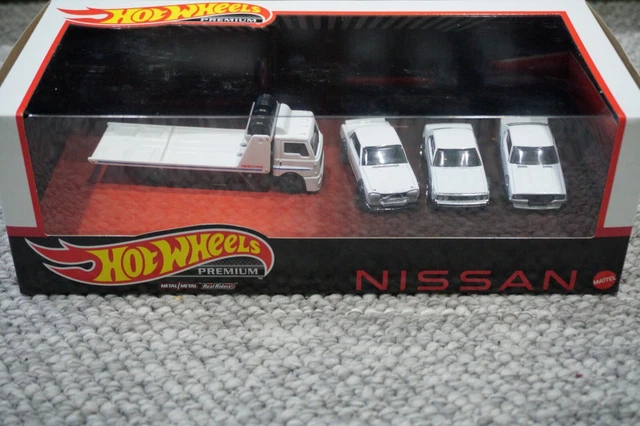 HOT WHEELS
PREMIUM
HOT WHEELS
PREMIUM
METAL/METAL Real Riders
NISSAN
MATTEL